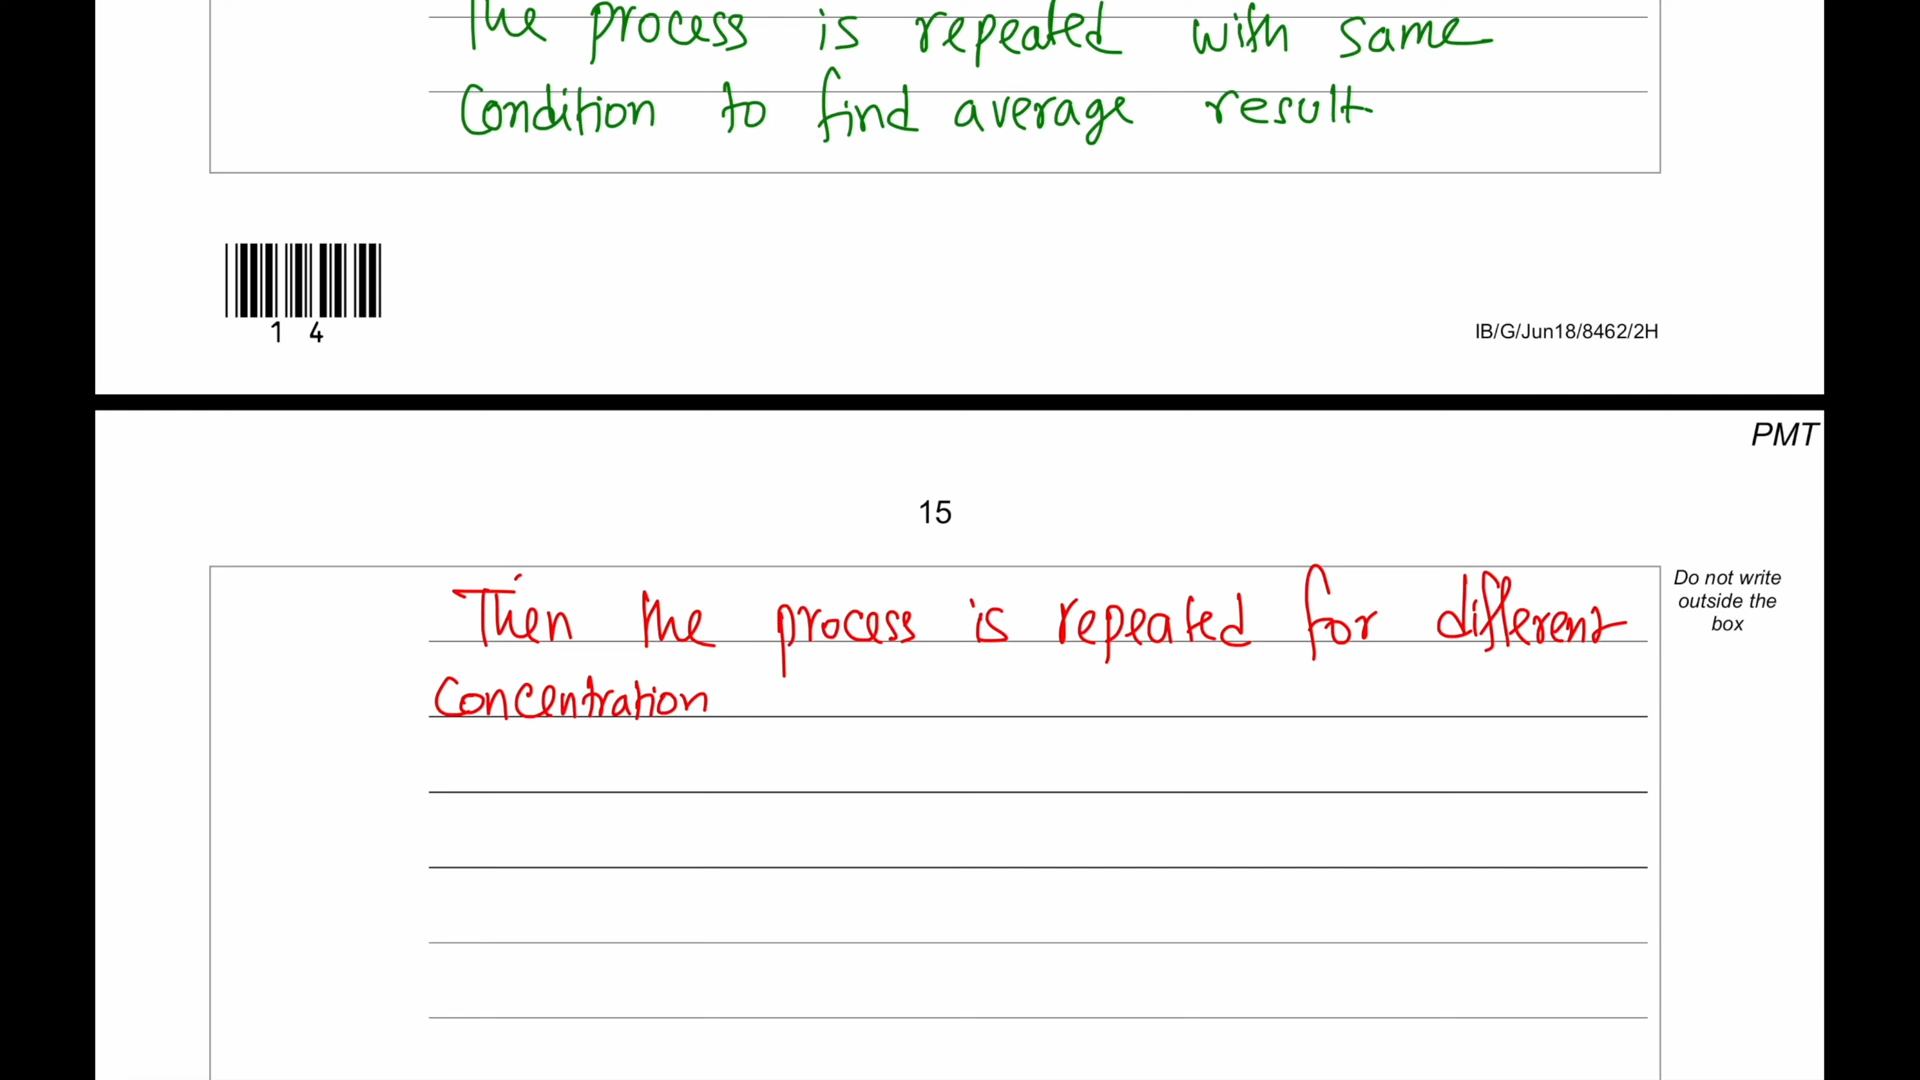 The process is repeated with same
Condition to find average result
1 4
IB/G/Jun18/8462/2H
PMT
15
Do not write
outside the
box
Then the process is repeated for different
Concentration